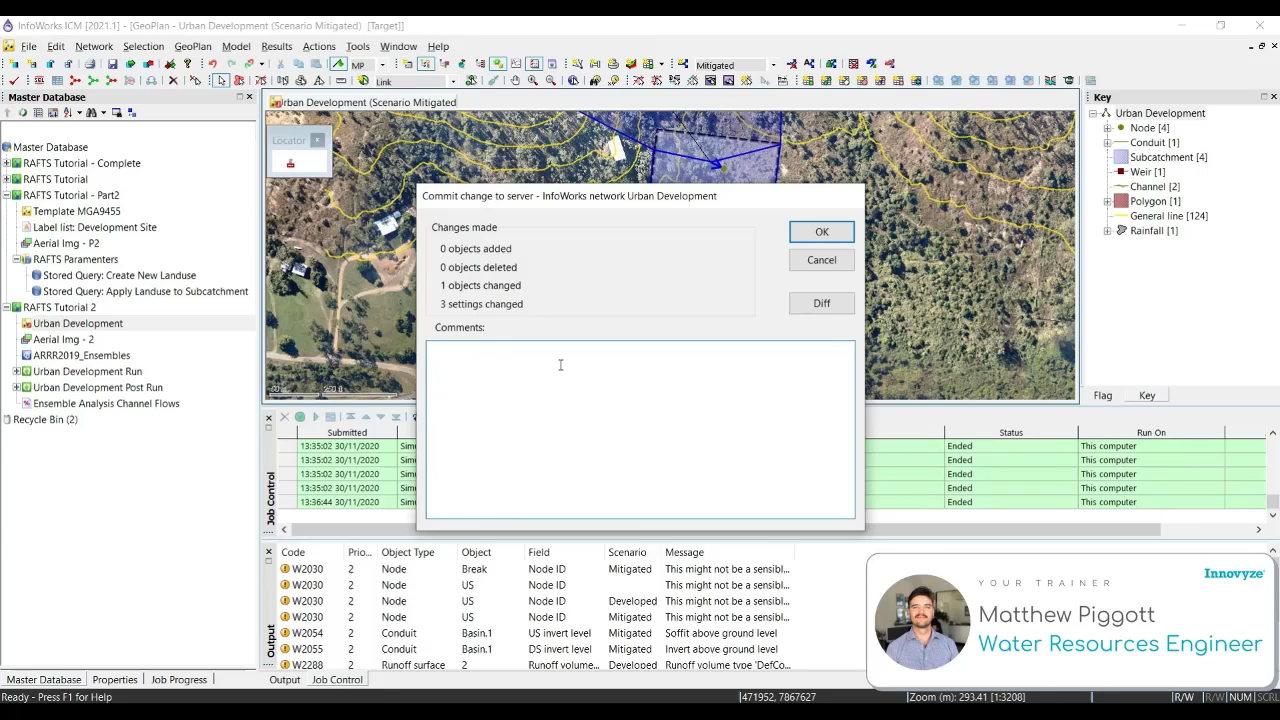 InfoWorks ICM [2021.1] - [GeoPlan - Urban Development (Scenario Mitigated) [Target]]
File Edit Network Selection GeoPlan Model Results Actions Tools Window Help
MP
Mitigated
Link
Master Database
Master Database
RAFTS Tutorial - Complete
RAFTS Tutorial
RAFTS Tutorial - Part2
Template MGA9455
Label list: Development Site
Aerial Img - P2
RAFTS Paramenters
Stored Query: Create New Landuse
Stored Query: Apply Landuse to Subcatchment
RAFTS Tutorial 2
Urban Development
Aerial Img - 2
ARRR2019_Ensembles
Urban Development Run
Urban Development Post Run
Ensemble Analysis Channel Flows
Recycle Bin (2)
Master Database Properties Job Progress
rban Development (Scenario Mitigated
Locator
Commit change to server - InfoWorks network Urban Development
Changes made
0 objects added
0 objects deleted
1 objects changed
3 settings changed
OK
Cancel
Diff
Comments:
Key
Urban Development
Node [4]
Conduit [1]
Subcatchment [4]
Weir [1]
Channel [2]
Polygon [1]
General line [124]
Rainfall [1]
Flag Key
Job Control
Submitted Status Run On
13:35:02 30/11/2020 Ended This computer
13:35:02 30/11/2020 Ended This computer
13:35:02 30/11/2020 Ended This computer
13:35:02 30/11/2020 Ended This computer
13:36:44 30/11/2020 Ended This computer
Output
Code Prio... Object Type Object Field Scenario Message
W2030 2 Node Break Node ID Mitigated This might not be a sensibl...
W2030 2 Node US Node ID This might not be a sensibl...
W2030 2 Node US Node ID Developed This might not be a sensibl...
W2030 2 Node US Node ID Mitigated This might not be a sensibl...
W2054 2 Conduit Basin.1 US invert level Mitigated Soffit above ground level
W2055 2 Conduit Basin.1 DS invert level Mitigated Invert above ground level
W2288 2 Runoff surface 2 Runoff volume... Developed Runoff volume type 'DefCo...
Output Job Control
Innovyze
YOUR TRAINER
Matthew Piggott
Water Resources Engineer
Ready - Press F1 for Help
471952, 7867627
Zoom (m): 293.41 [1:3208]
R/W R/W NUM SCRL